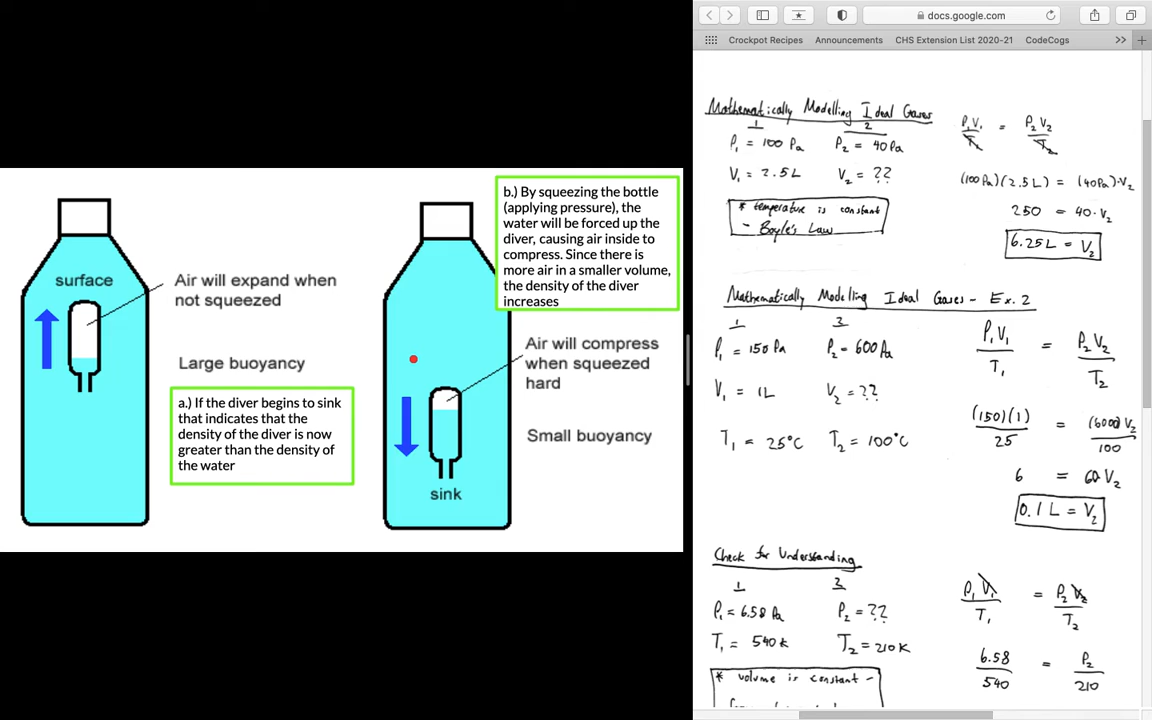 docs.google.com
Crockpot Recipes
Announcements
CHS Extension List 2020-21
CodeCogs
>>
surface
Air will expand when
not squeezed
Large buoyancy
a.) If the diver begins to sink
that indicates that the
density of the diver is now
greater than the density of
the water
b.) By squeezing the bottle
(applying pressure), the
water will be forced up the
diver, causing air inside to
compress. Since there is
more air in a smaller volume,
the density of the diver
increases
Air will compress
when squeezed
hard
Small buoyancy
sink
Mathematically Modelling Ideal Gases
1 2
P₁ = 100 Pa P₂ = 40 Pa
V₁ = 2.5 L V₂ = ??
* temperature is constant
- Boyle's Law
P₁V₁/T₁ = P₂V₂/T₂
(100 Pa)(2.5 L) = (40 Pa)·V₂
250 = 40·V₂
6.25 L = V₂
Mathematically Modelling Ideal Gases - Ex. 2
1 2
P₁ = 150 Pa P₂ = 600 Pa
V₁ = 1L V₂ = ??
T₁ = 25°C T₂ = 100°C
P₁V₁/T₁ = P₂V₂/T₂
(150)(1)/25 = V₂/100
6 = V₂
0.1 L = V₂
Check for Understanding
1 2
P₁ = 6.58 Pa P₂ = ??
T₁ = 540 K T₂ = 210 K
* volume is constant -
P₁V₁/T₁ = P₂V₂/T₂
6.58/540 = P₂/210